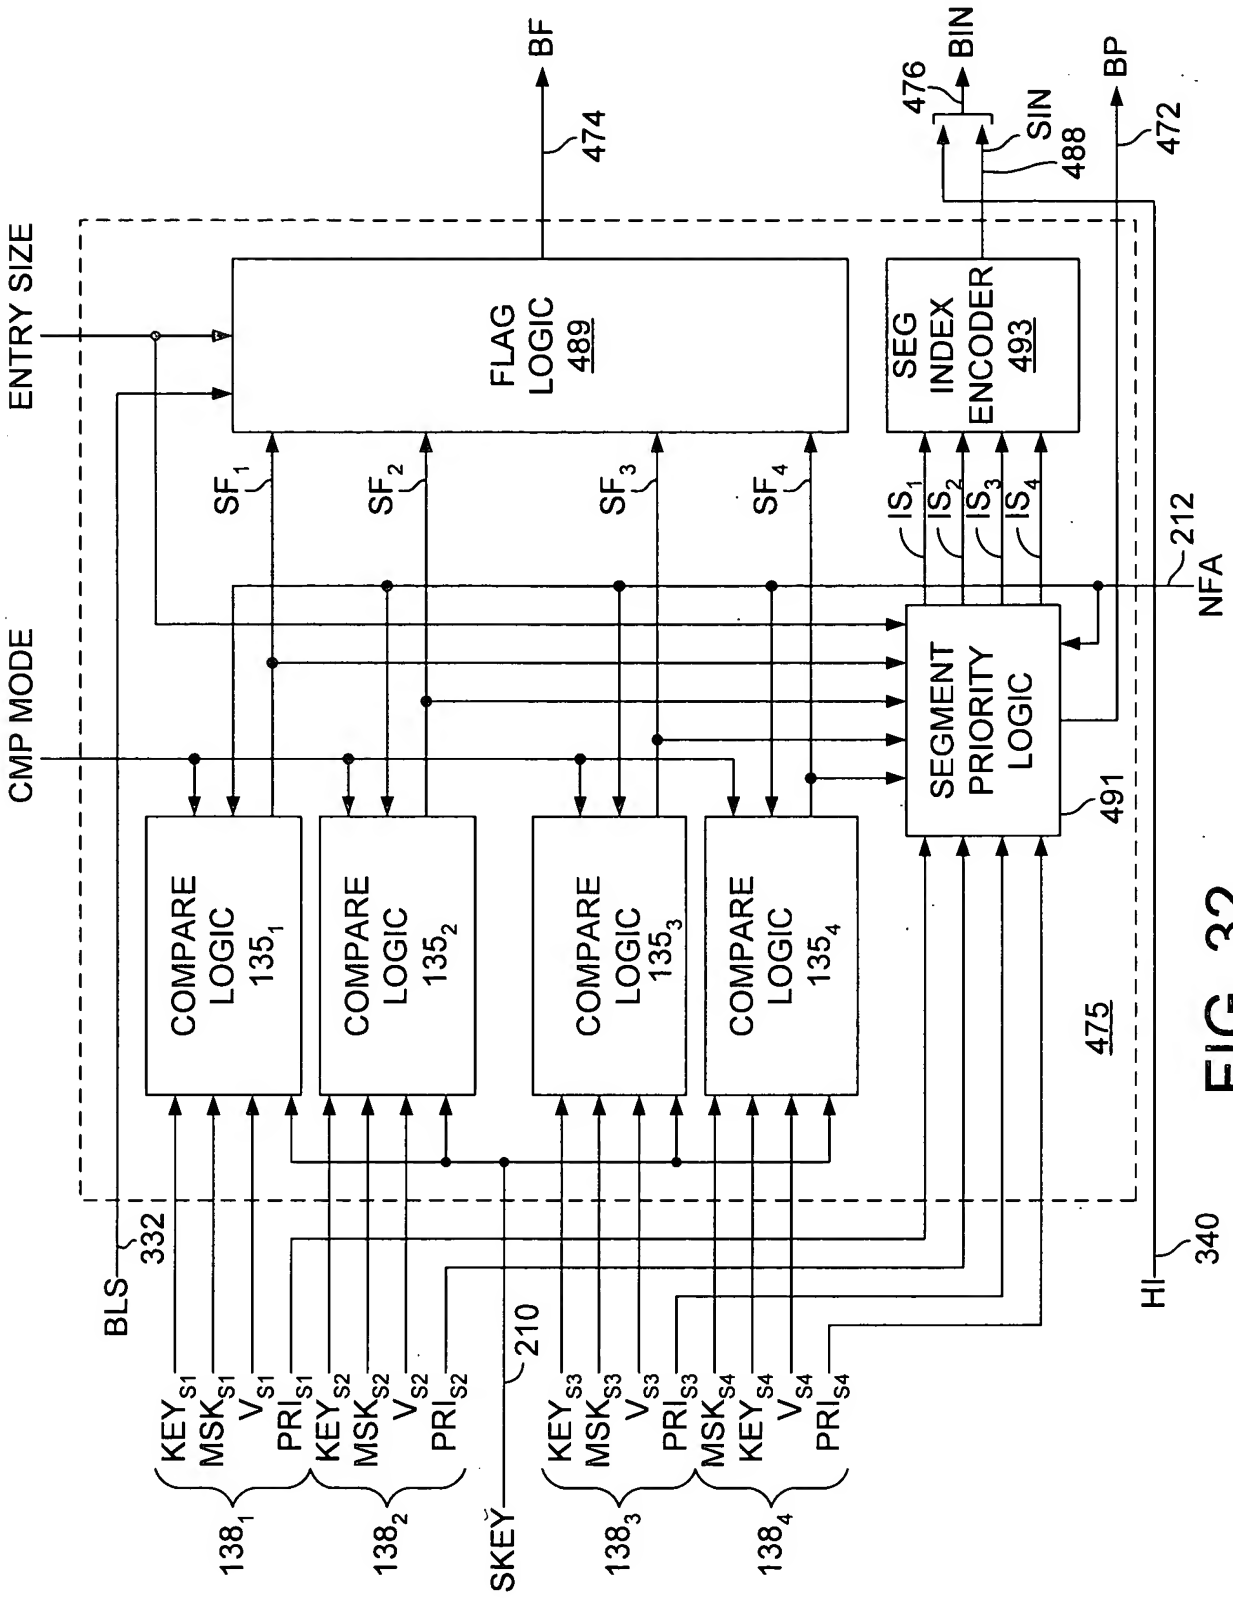 ENTRY SIZE
CMP MODE
BLS
332
KEYS1
MSKS1
VS1
PRIS1
KEYS2
MSKS2
VS2
PRIS2
KEYS3
MSKS3
VS3
PRIS3
MSKS4
KEYS4
VS4
PRIS4
1381
1382
1383
1384
SKEY
210
COMPARE
LOGIC
1351
COMPARE
LOGIC
1352
COMPARE
LOGIC
1353
COMPARE
LOGIC
1354
SF1
SF2
SF3
SF4
FLAG
LOGIC
489
474
BF
SEGMENT
PRIORITY
LOGIC
491
IS1
IS2
IS3
IS4
SEG
INDEX
ENCODER
493
476
BIN
SIN
488
BP
472
212
NFA
475
HI
340
FIG. 32